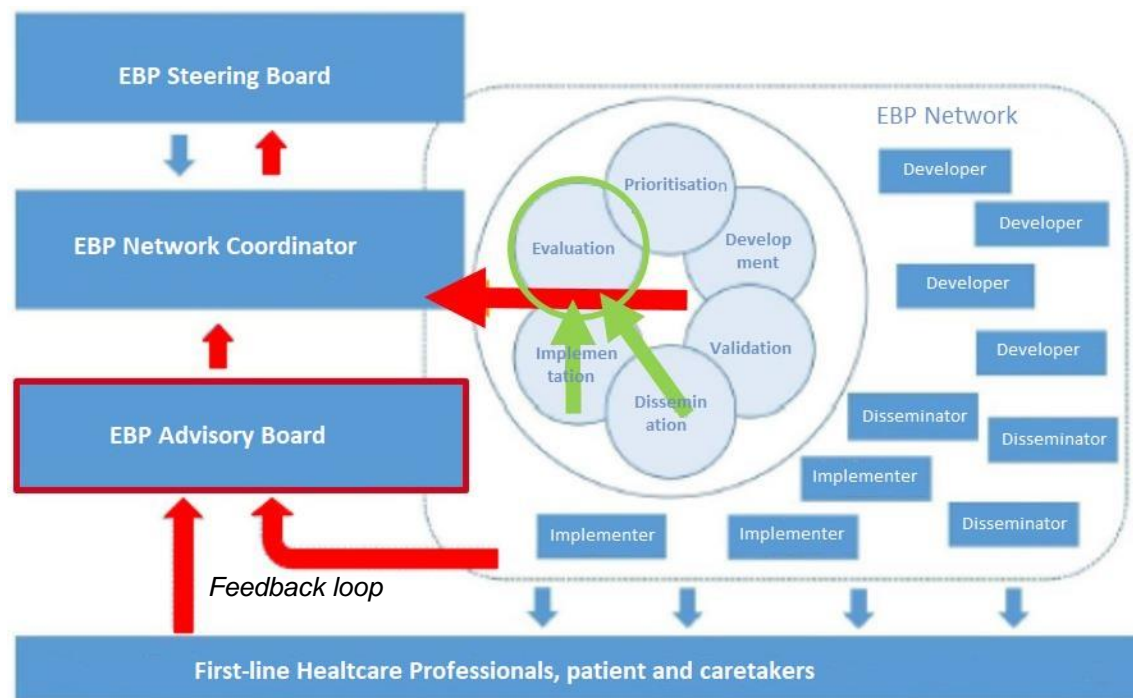 EBP Steering Board
EBP Network
Prioritisation
Developer
Developer
EBP Network Coordinator
Evaluation
Develop
ment
Developer
Developer
Implemen
tation
Validation
EBP Advisory Board
Dissemin
ation
Disseminator
Disseminator
Implementer
Disseminator
Implementer
Implementer
Feedback loop
First-line Healtcare Professionals, patient and caretakers